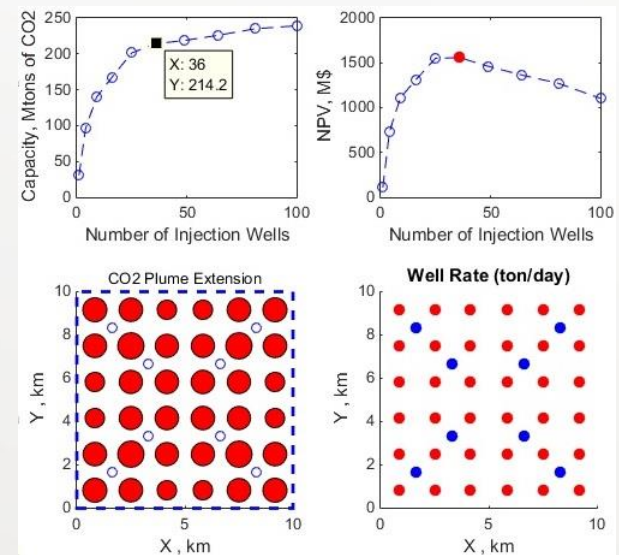 Capacity, Mtons of CO2
250
200
150
100
50
0
X: 36
Y: 214.2
0 50 100
Number of Injection Wells
NPV, M$
2000
1500
1000
500
0
0 50 100
Number of Injection Wells
CO2 Plume Extension
Y , km
10
8
6
4
2
0
0 5 10
X , km
Well Rate (ton/day)
Y , km
10
8
6
4
2
0
0 5 10
X , km